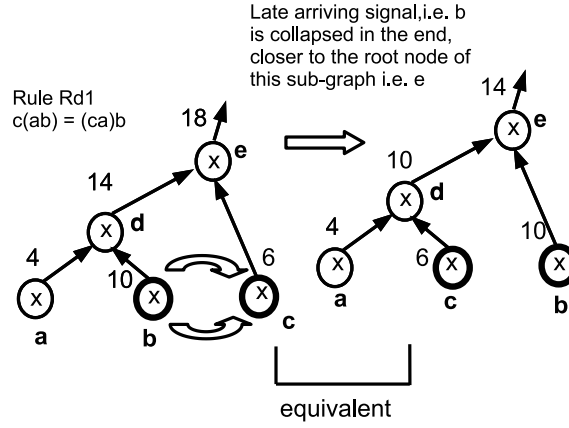 Late arriving signal,i.e. b
is collapsed in the end,
closer to the root node of
this sub-graph i.e. e
Rule Rd1
c(ab) = (ca)b
18
x
e
14
x
d
4
10
6
x
a
x
b
x
c
14
x
e
10
x
d
4
6
10
x
a
x
c
x
b
equivalent